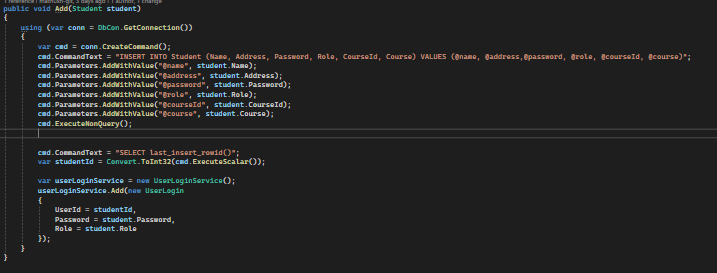 1 reference | mathush-git, 3 days ago | 1 author, 1 change
public void Add(Student student)
{
using (var conn = DbCon.GetConnection())
{
var cmd = conn.CreateCommand();
cmd.CommandText = "INSERT INTO Student (Name, Address, Password, Role, CourseId, Course) VALUES (@name, @address,@password, @role, @courseId, @course)";
cmd.Parameters.AddWithValue("@name", student.Name);
cmd.Parameters.AddWithValue("@address", student.Address);
cmd.Parameters.AddWithValue("@password", student.Password);
cmd.Parameters.AddWithValue("@role", student.Role);
cmd.Parameters.AddWithValue("@courseId", student.CourseId);
cmd.Parameters.AddWithValue("@course", student.Course);
cmd.ExecuteNonQuery();
cmd.CommandText = "SELECT last_insert_rowid()";
var studentId = Convert.ToInt32(cmd.ExecuteScalar());
var userLoginService = new UserLoginService();
userLoginService.Add(new UserLogin
{
UserId = studentId,
Password = student.Password,
Role = student.Role
});
}
}